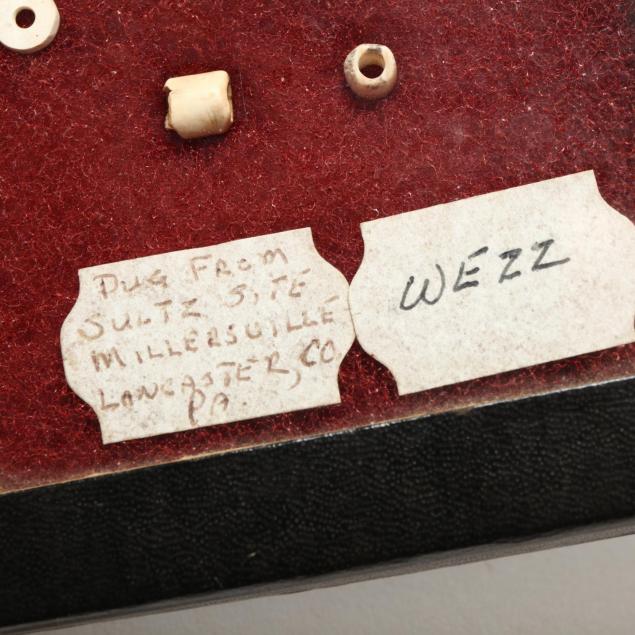 DUG FROM
SULTZ SITE
MILLERSVILLE
LANCASTER, CO
PA.
WEZZ